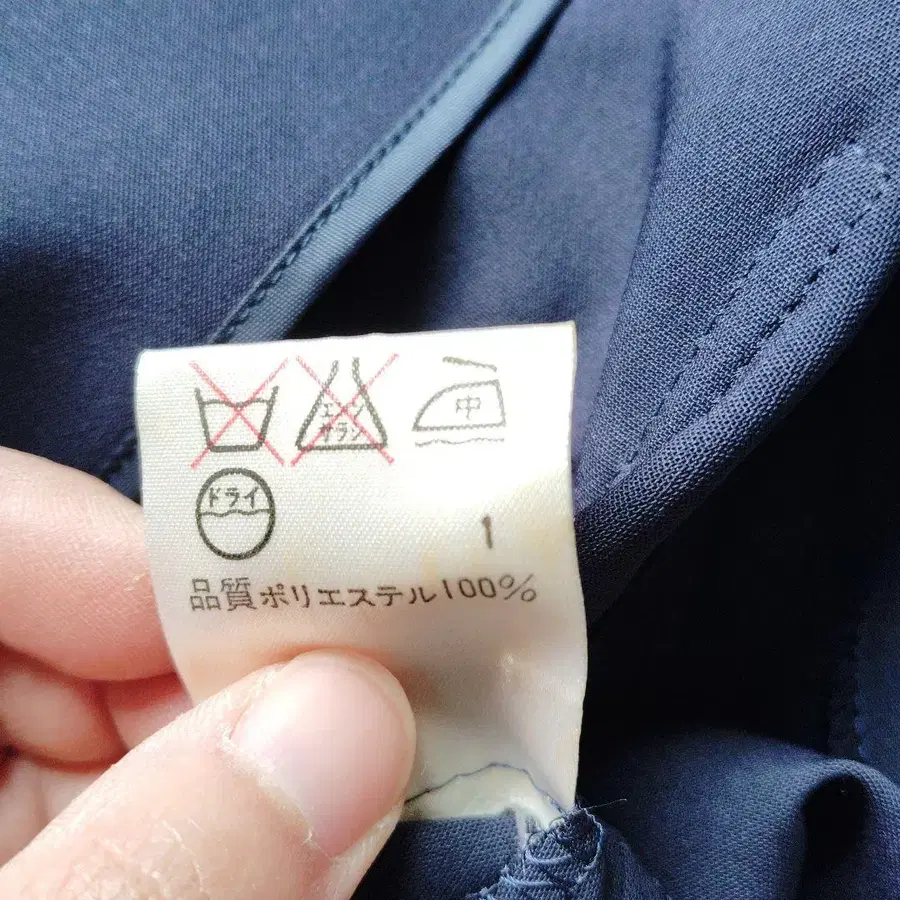 エンソ
サラシ
中
ドライ
1
品質ポリエステル100%